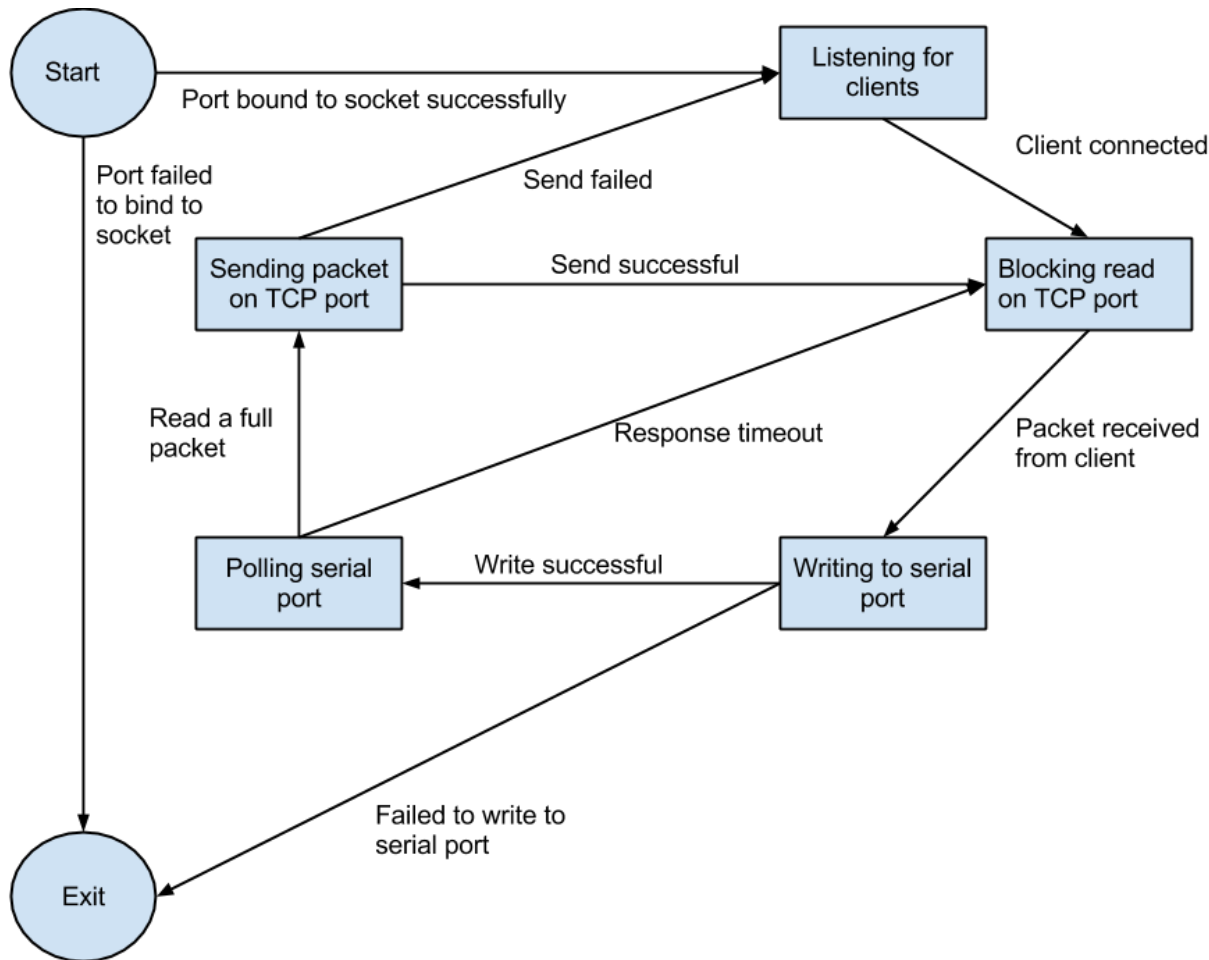 Start
Listening for
clients
Port bound to socket successfully
Client connected
Port failed
to bind to
socket
Send failed
Sending packet
on TCP port
Send successful
Blocking read
on TCP port
Read a full
packet
Response timeout
Packet received
from client
Polling serial
port
Write successful
Writing to serial
port
Failed to write to
serial port
Exit